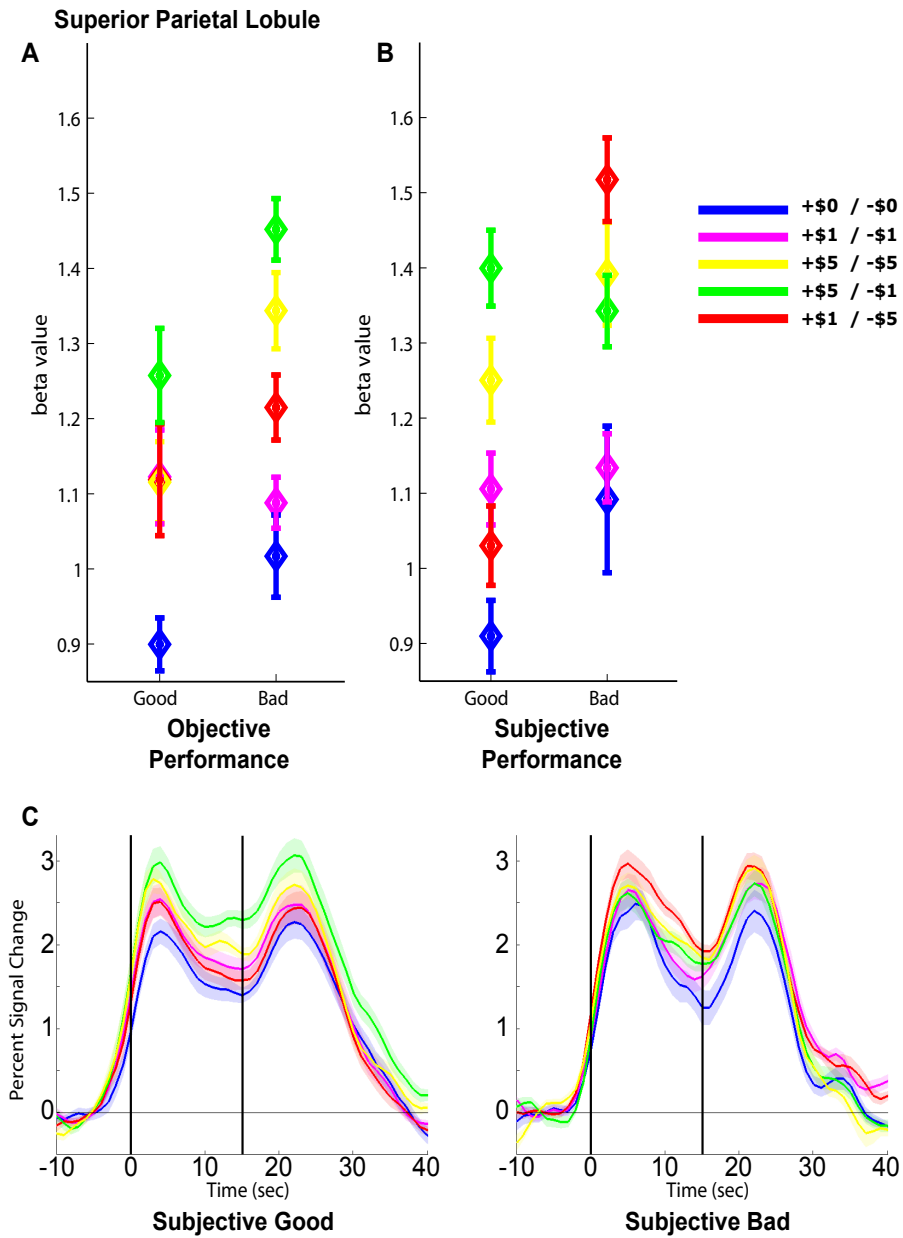 Superior Parietal Lobule
A
1.6
1.5
1.4
1.3
1.2
1.1
1
0.9
beta value
Good
Bad
Objective
Performance
B
1.6
1.5
1.4
1.3
1.2
1.1
1
0.9
beta value
Good
Bad
Subjective
Performance
+$0 / -$0
+$1 / -$1
+$5 / -$5
+$5 / -$1
+$1 / -$5
C
Percent Signal Change
3
2
1
0
-10 0 10 20 30 40
Time (sec)
Subjective Good
3
2
1
0
-10 0 10 20 30 40
Time (sec)
Subjective Bad